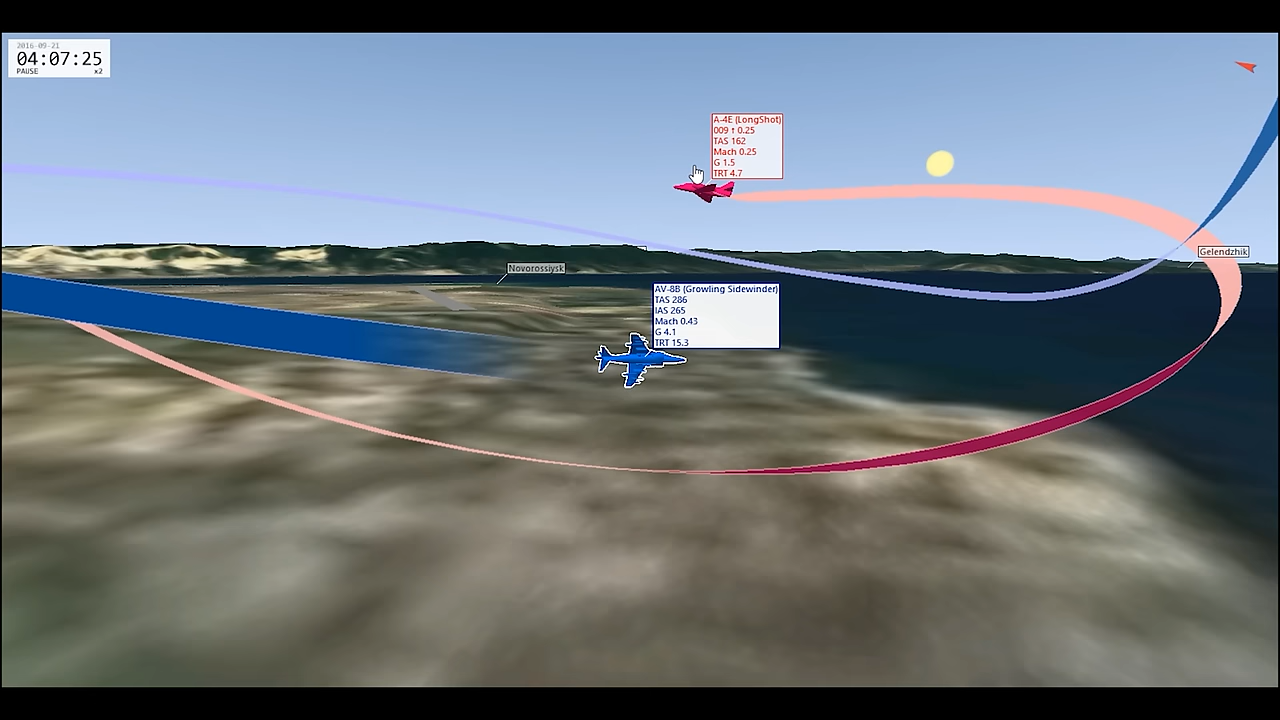 2016-09-21
04:07:25
PAUSE x2
A-4E (LongShot)
009 ↑ 0.25
TAS 162
Mach 0.25
G 1.5
TRT 4.7
Gelendzhik
Novorossiysk
AV-8B (Growling Sidewinder)
TAS 286
IAS 265
Mach 0.43
G 4.1
TRT 15.3